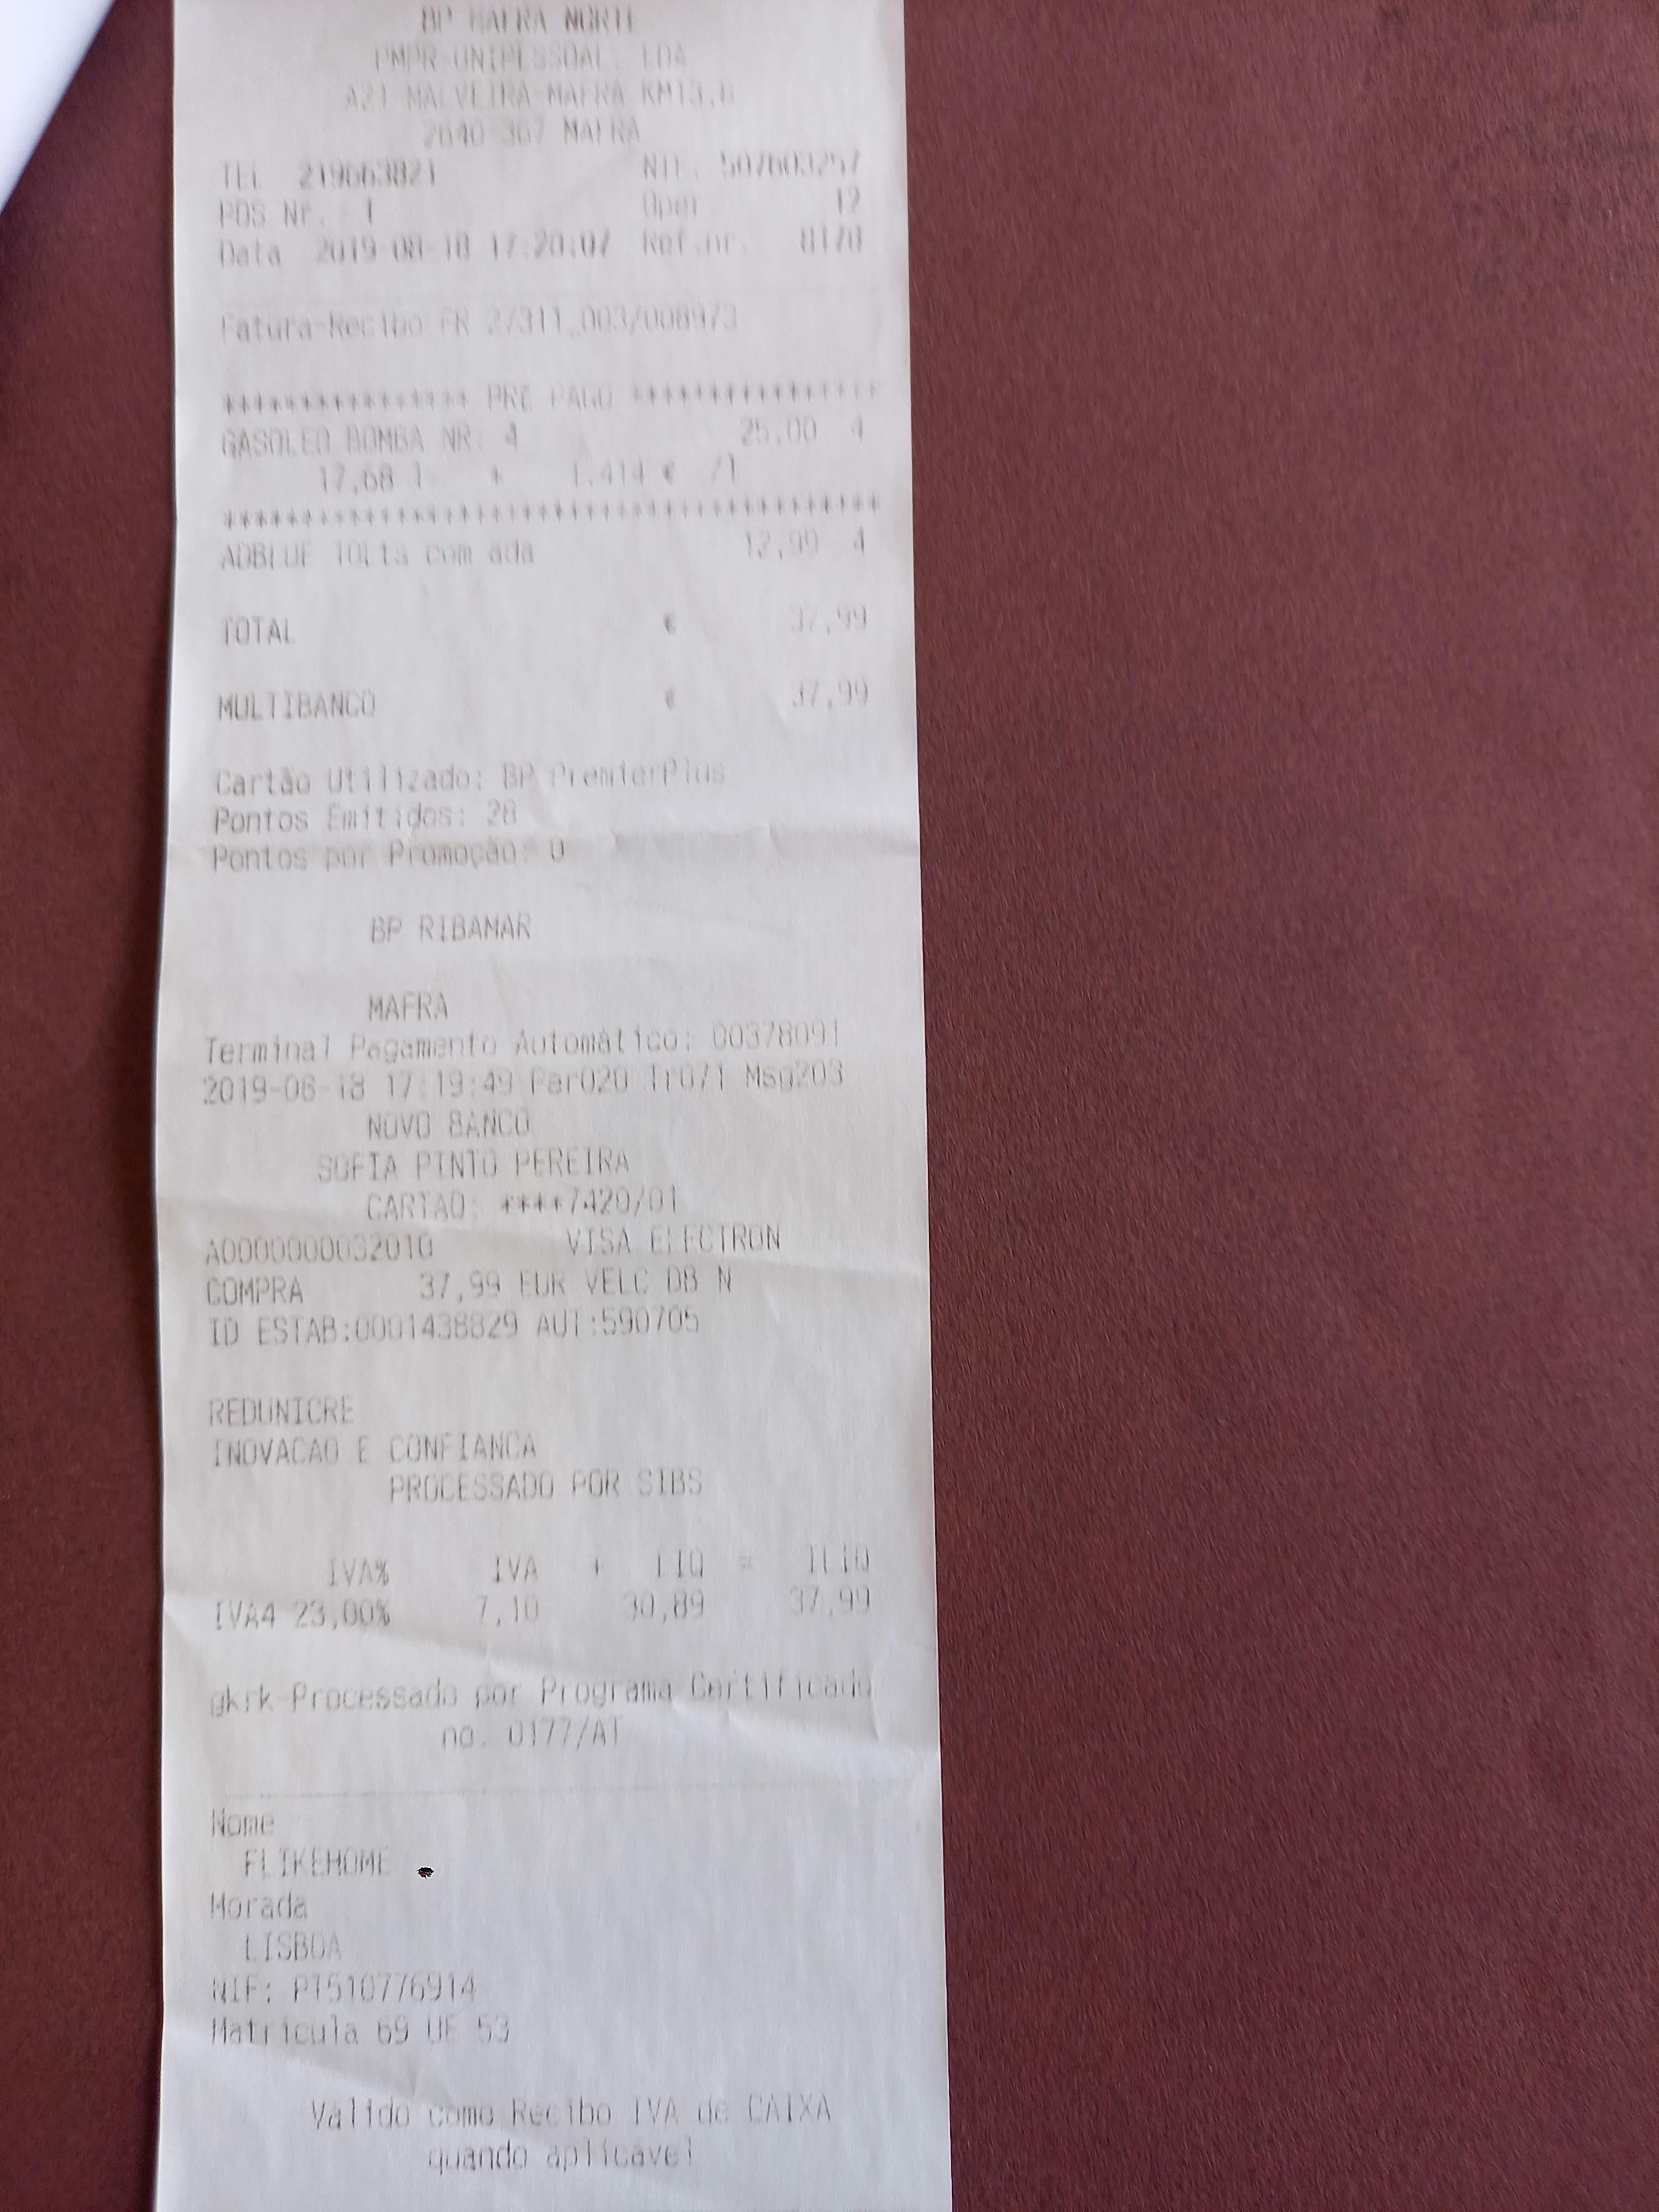 BP MAFRA NORTE
PMPR-UNIPESSOAL, LDA
A21 MALVEIRA-MAFRA KM13,8
2640-367 MAFRA
TEL 219663821 NIF. 507603257
POS Nr. 1 Oper 12
Data 2019-08-18 17:20:07 Ref.nr. 8178
Fatura-Recibo FR 27311_003/008973
**************** PRE PAGO ****************
GASOLEO BOMBA NR: 4 25,00 4
17,68 l * 1.414 € /l
ADBLUE 10Lts com ada 12,99 4
TOTAL € 37,99
MULTIBANCO € 37,99
Cartão Utilizado: BP PremierPlus
Pontos Emitidos: 28
Pontos por Promoção: 0
BP RIBAMAR
MAFRA
Terminal Pagamento Automático: 00378091
2019-08-18 17:19:49 Per020 Tr071 Msg203
NOVO BANCO
SOFIA PINTO PEREIRA
CARTAO: ****7420/01
A0000000032010 VISA ELECTRON
COMPRA 37,99 EUR VELC DB N
ID ESTAB:0001438829 AUT:590705
REDUNICRE
INOVACAO E CONFIANCA
PROCESSADO POR SIBS
IVA% IVA + LIQ = ILIQ
IVA4 23,00% 7,10 30,89 37,99
gkrk-Processado por Programa Certificado
no. 0177/AT
Nome
FLIKEHOME
Morada
LISBOA
NIF: PT510776914
Matricula 69 UE 53
Valido como Recibo IVA de CAIXA
quando aplicavel